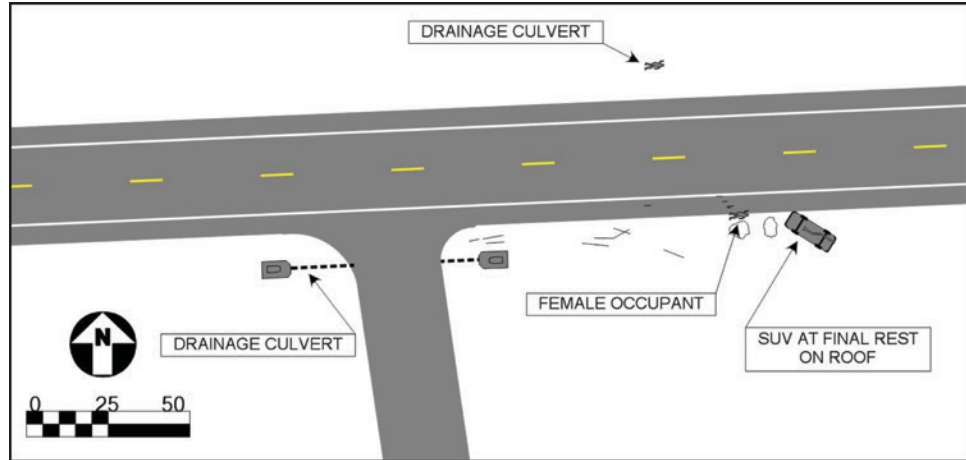 DRAINAGE CULVERT
FEMALE OCCUPANT
DRAINAGE CULVERT
SUV AT FINAL REST
ON ROOF
N
0 25 50